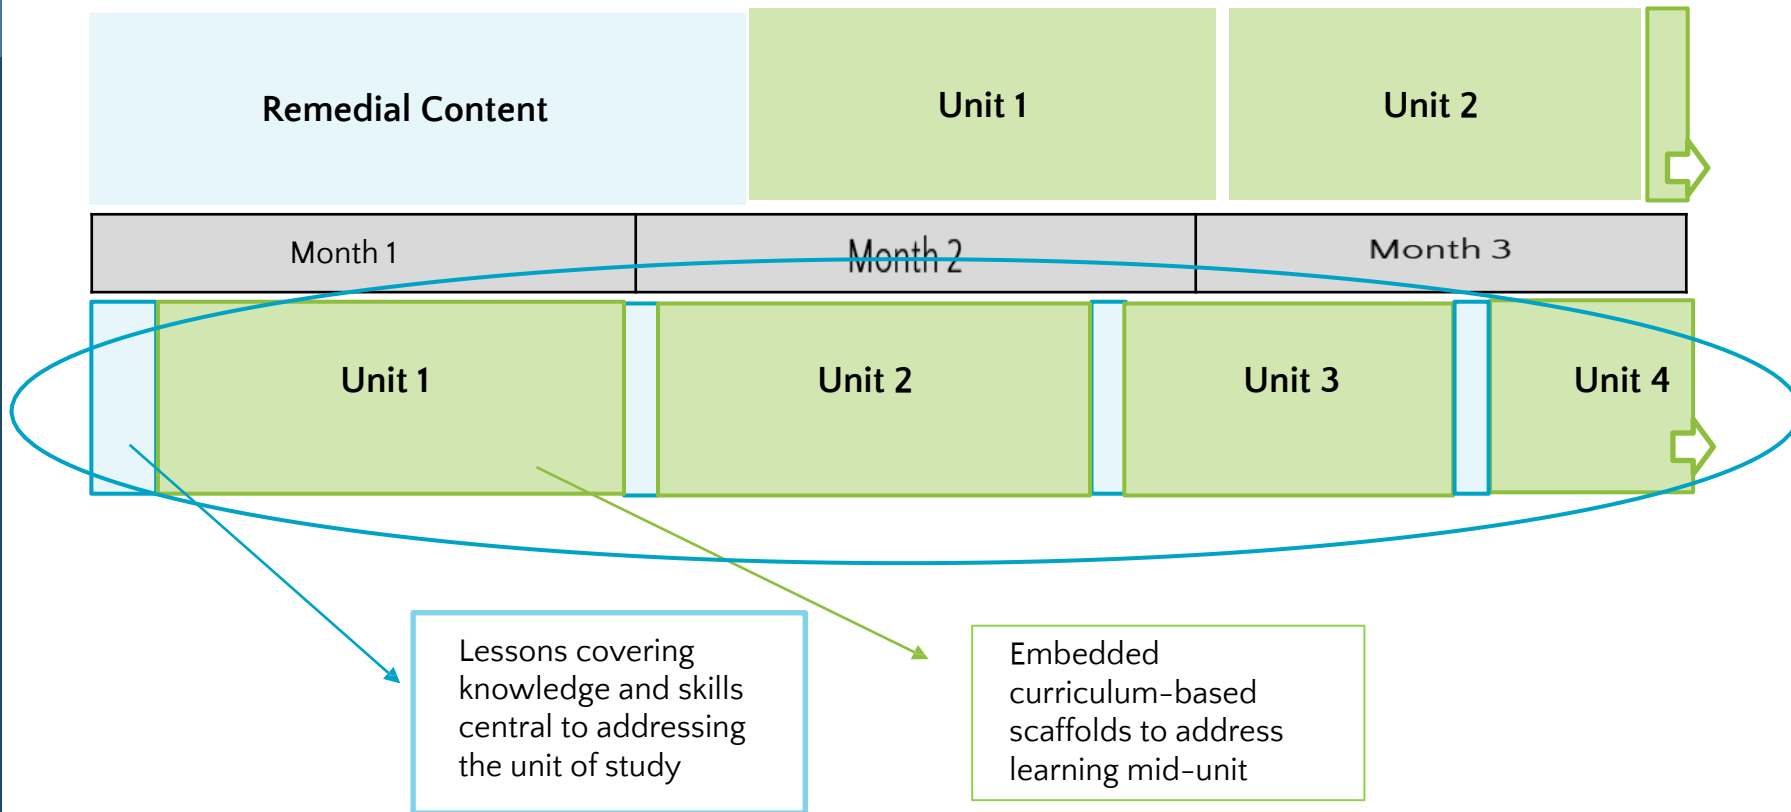 Remedial Content
Unit 1
Unit 2
Month 1
Month 2
Month 3
Unit 1
Unit 2
Unit 3
Unit 4
Lessons covering
knowledge and skills
central to addressing
the unit of study
Embedded
curriculum-based
scaffolds to address
learning mid-unit